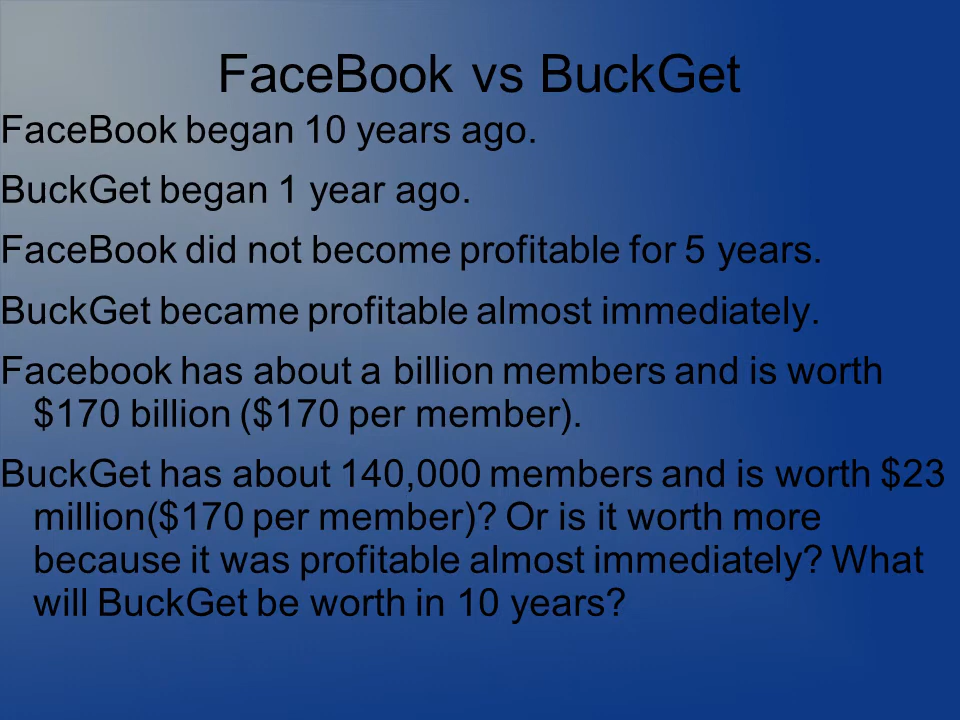 FaceBook vs BuckGet
FaceBook began 10 years ago.
BuckGet began 1 year ago.
FaceBook did not become profitable for 5 years.
BuckGet became profitable almost immediately.
Facebook has about a billion members and is worth
$170 billion ($170 per member).
BuckGet has about 140,000 members and is worth $23
million($170 per member)? Or is it worth more
because it was profitable almost immediately? What
will BuckGet be worth in 10 years?